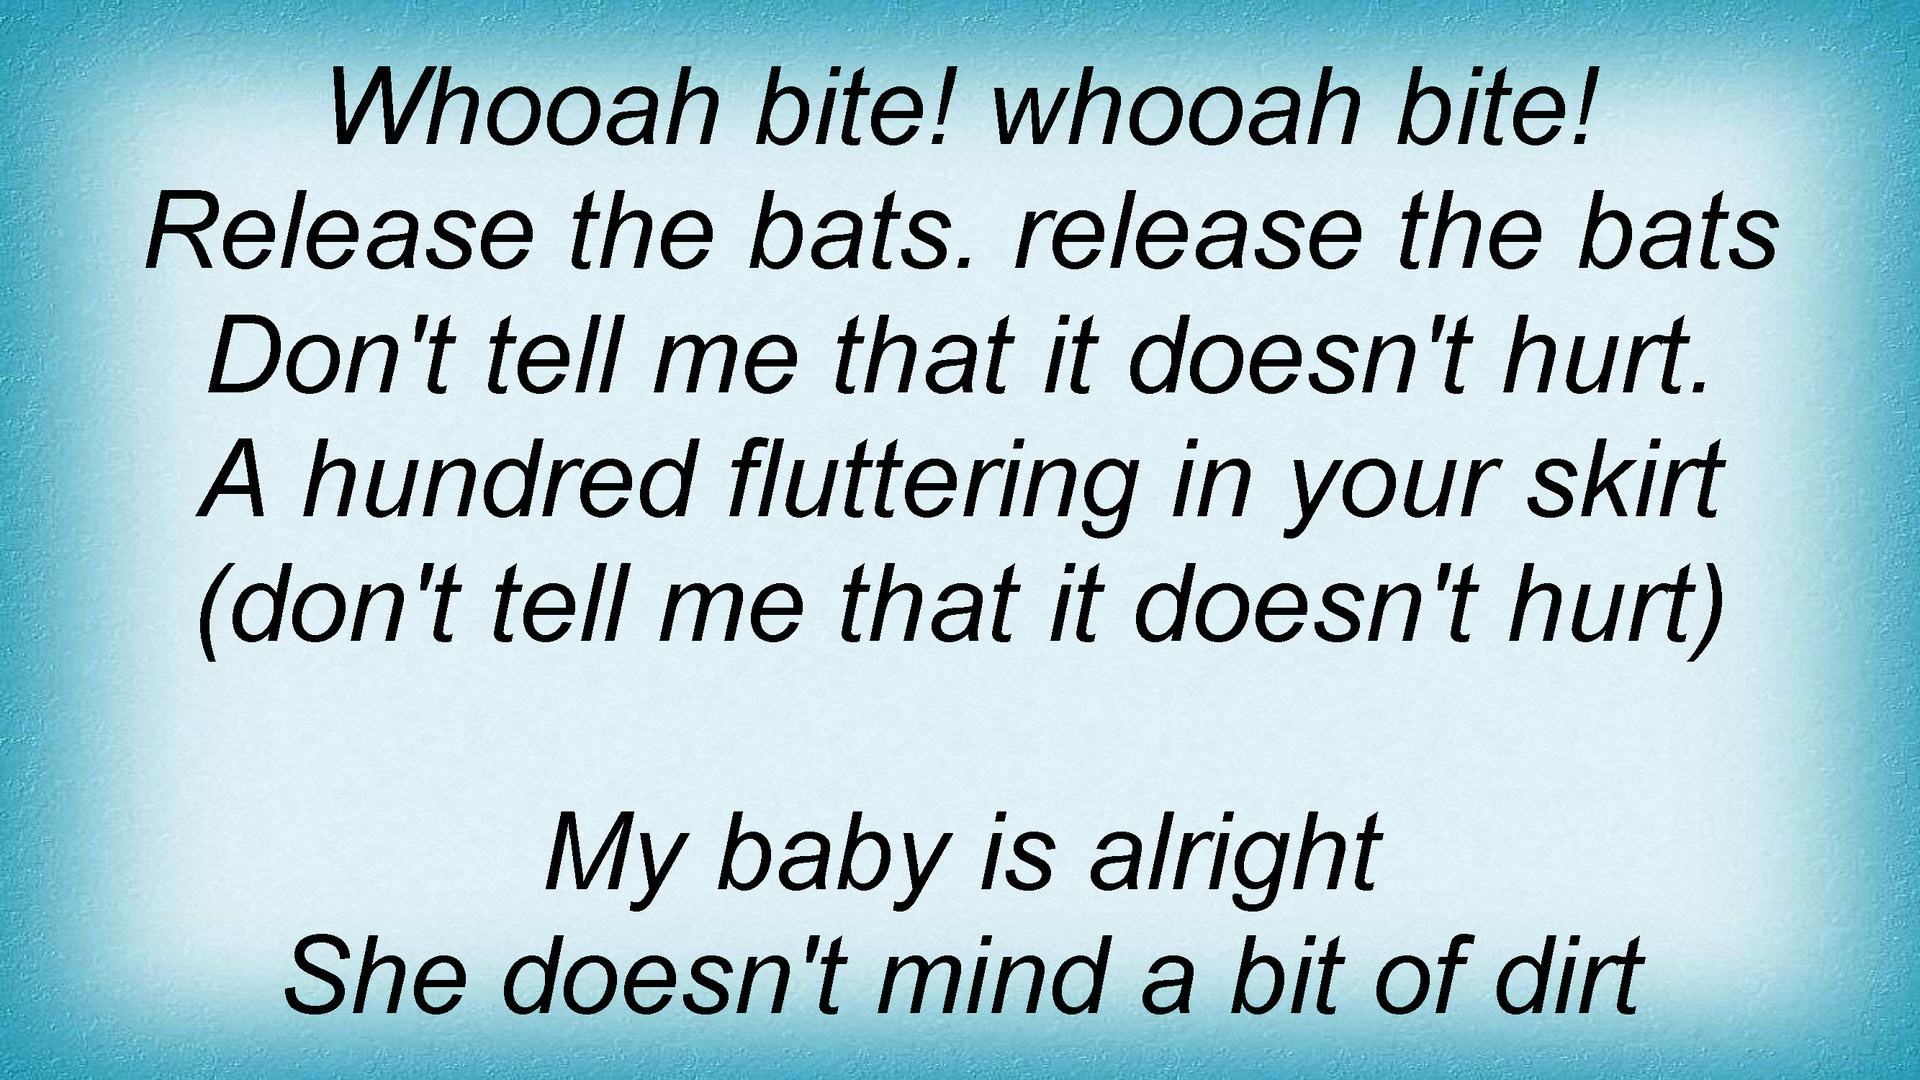 Whooah bite! whooah bite!
Release the bats. release the bats
Don't tell me that it doesn't hurt.
A hundred fluttering in your skirt
(don't tell me that it doesn't hurt)
My baby is alright
She doesn't mind a bit of dirt